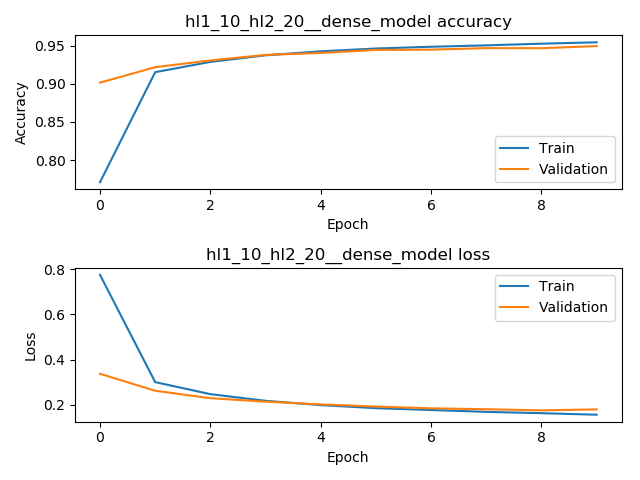 hl1_10_hl2_20__dense_model accuracy
0.95
0.90
0.85
0.80
Accuracy
Train
Validation
0 2 4 6 8
Epoch
hl1_10_hl2_20__dense_model loss
0.8
0.6
0.4
0.2
Loss
Train
Validation
0 2 4 6 8
Epoch